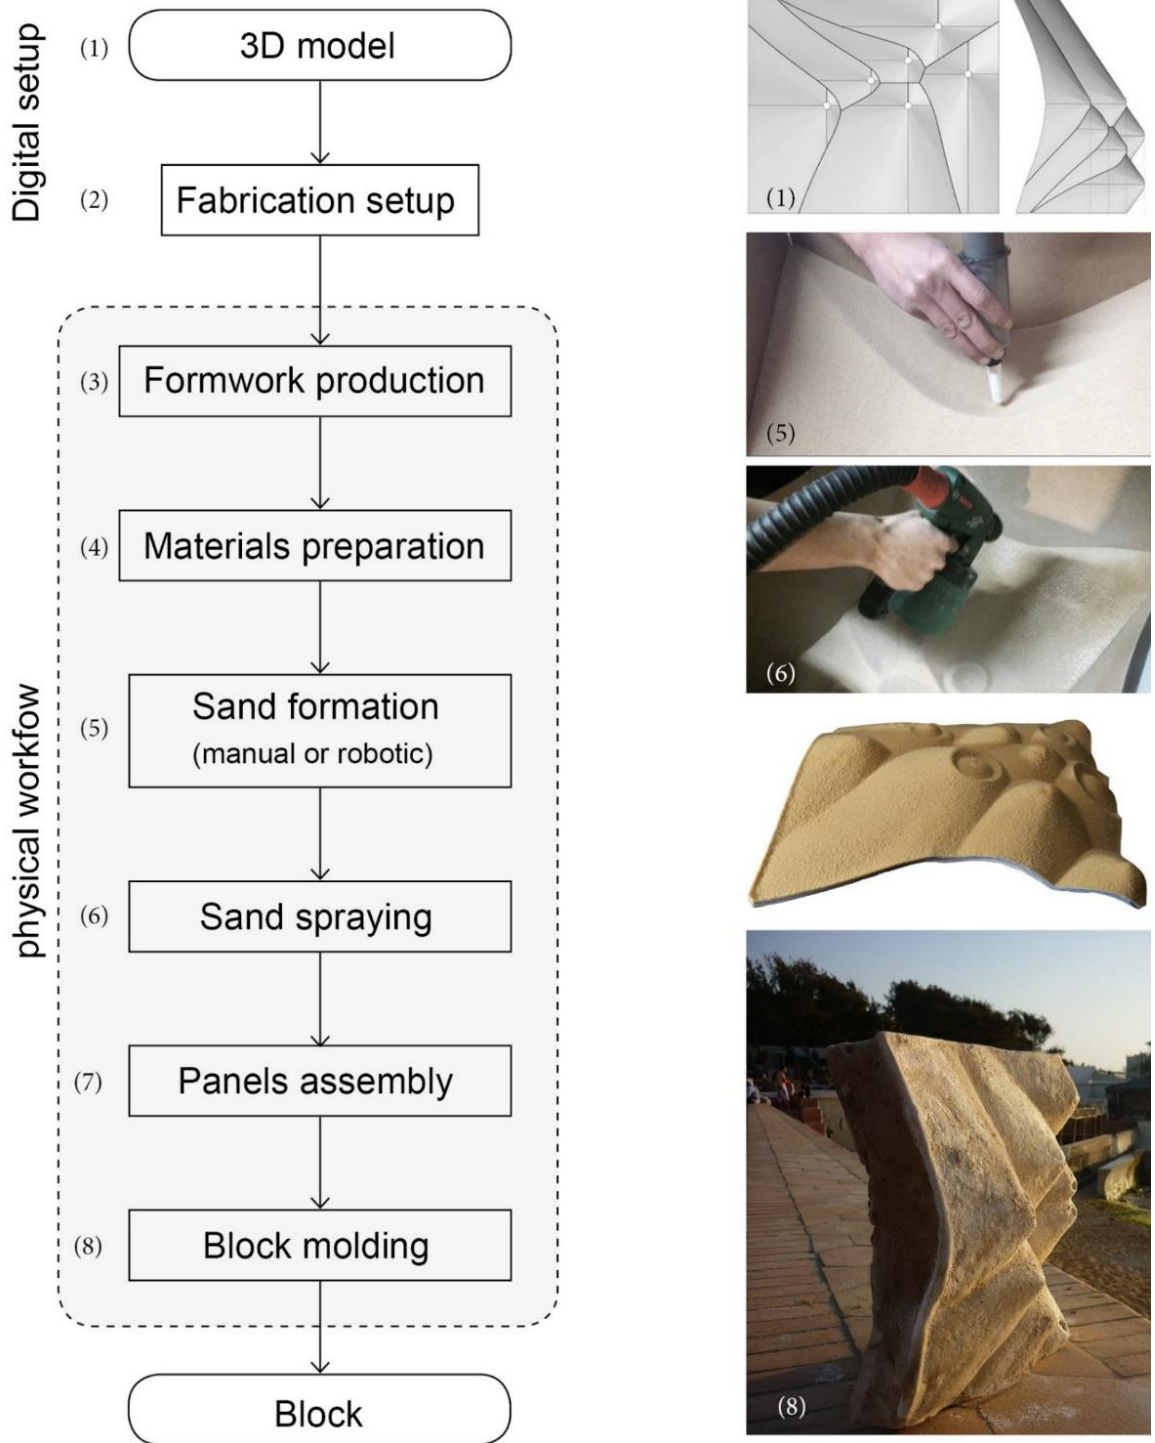 Digital setup
(1)
3D model
(2)
Fabrication setup
physical workfow
(3)
Formwork production
(4)
Materials preparation
(5)
Sand formation
(manual or robotic)
(6)
Sand spraying
(7)
Panels assembly
(8)
Block molding
Block
(1)
(5)
(6)
(8)